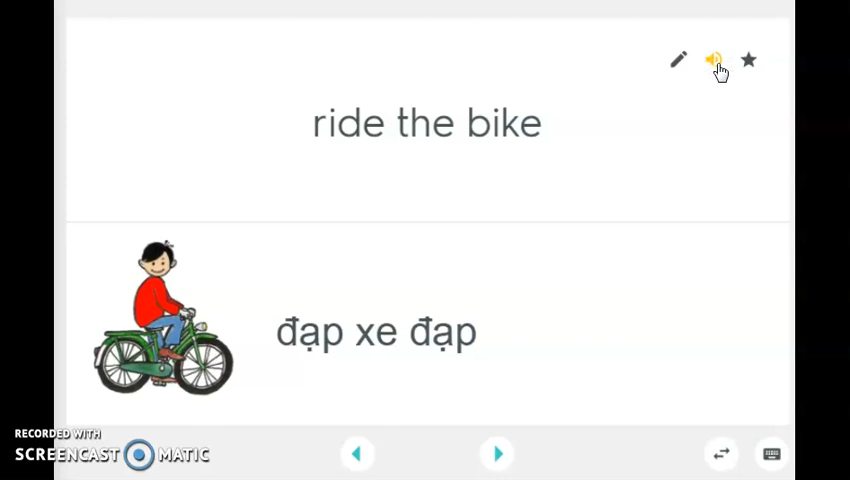 ride the bike
đạp xe đạp
RECORDED WITH
SCREENCAST MATIC